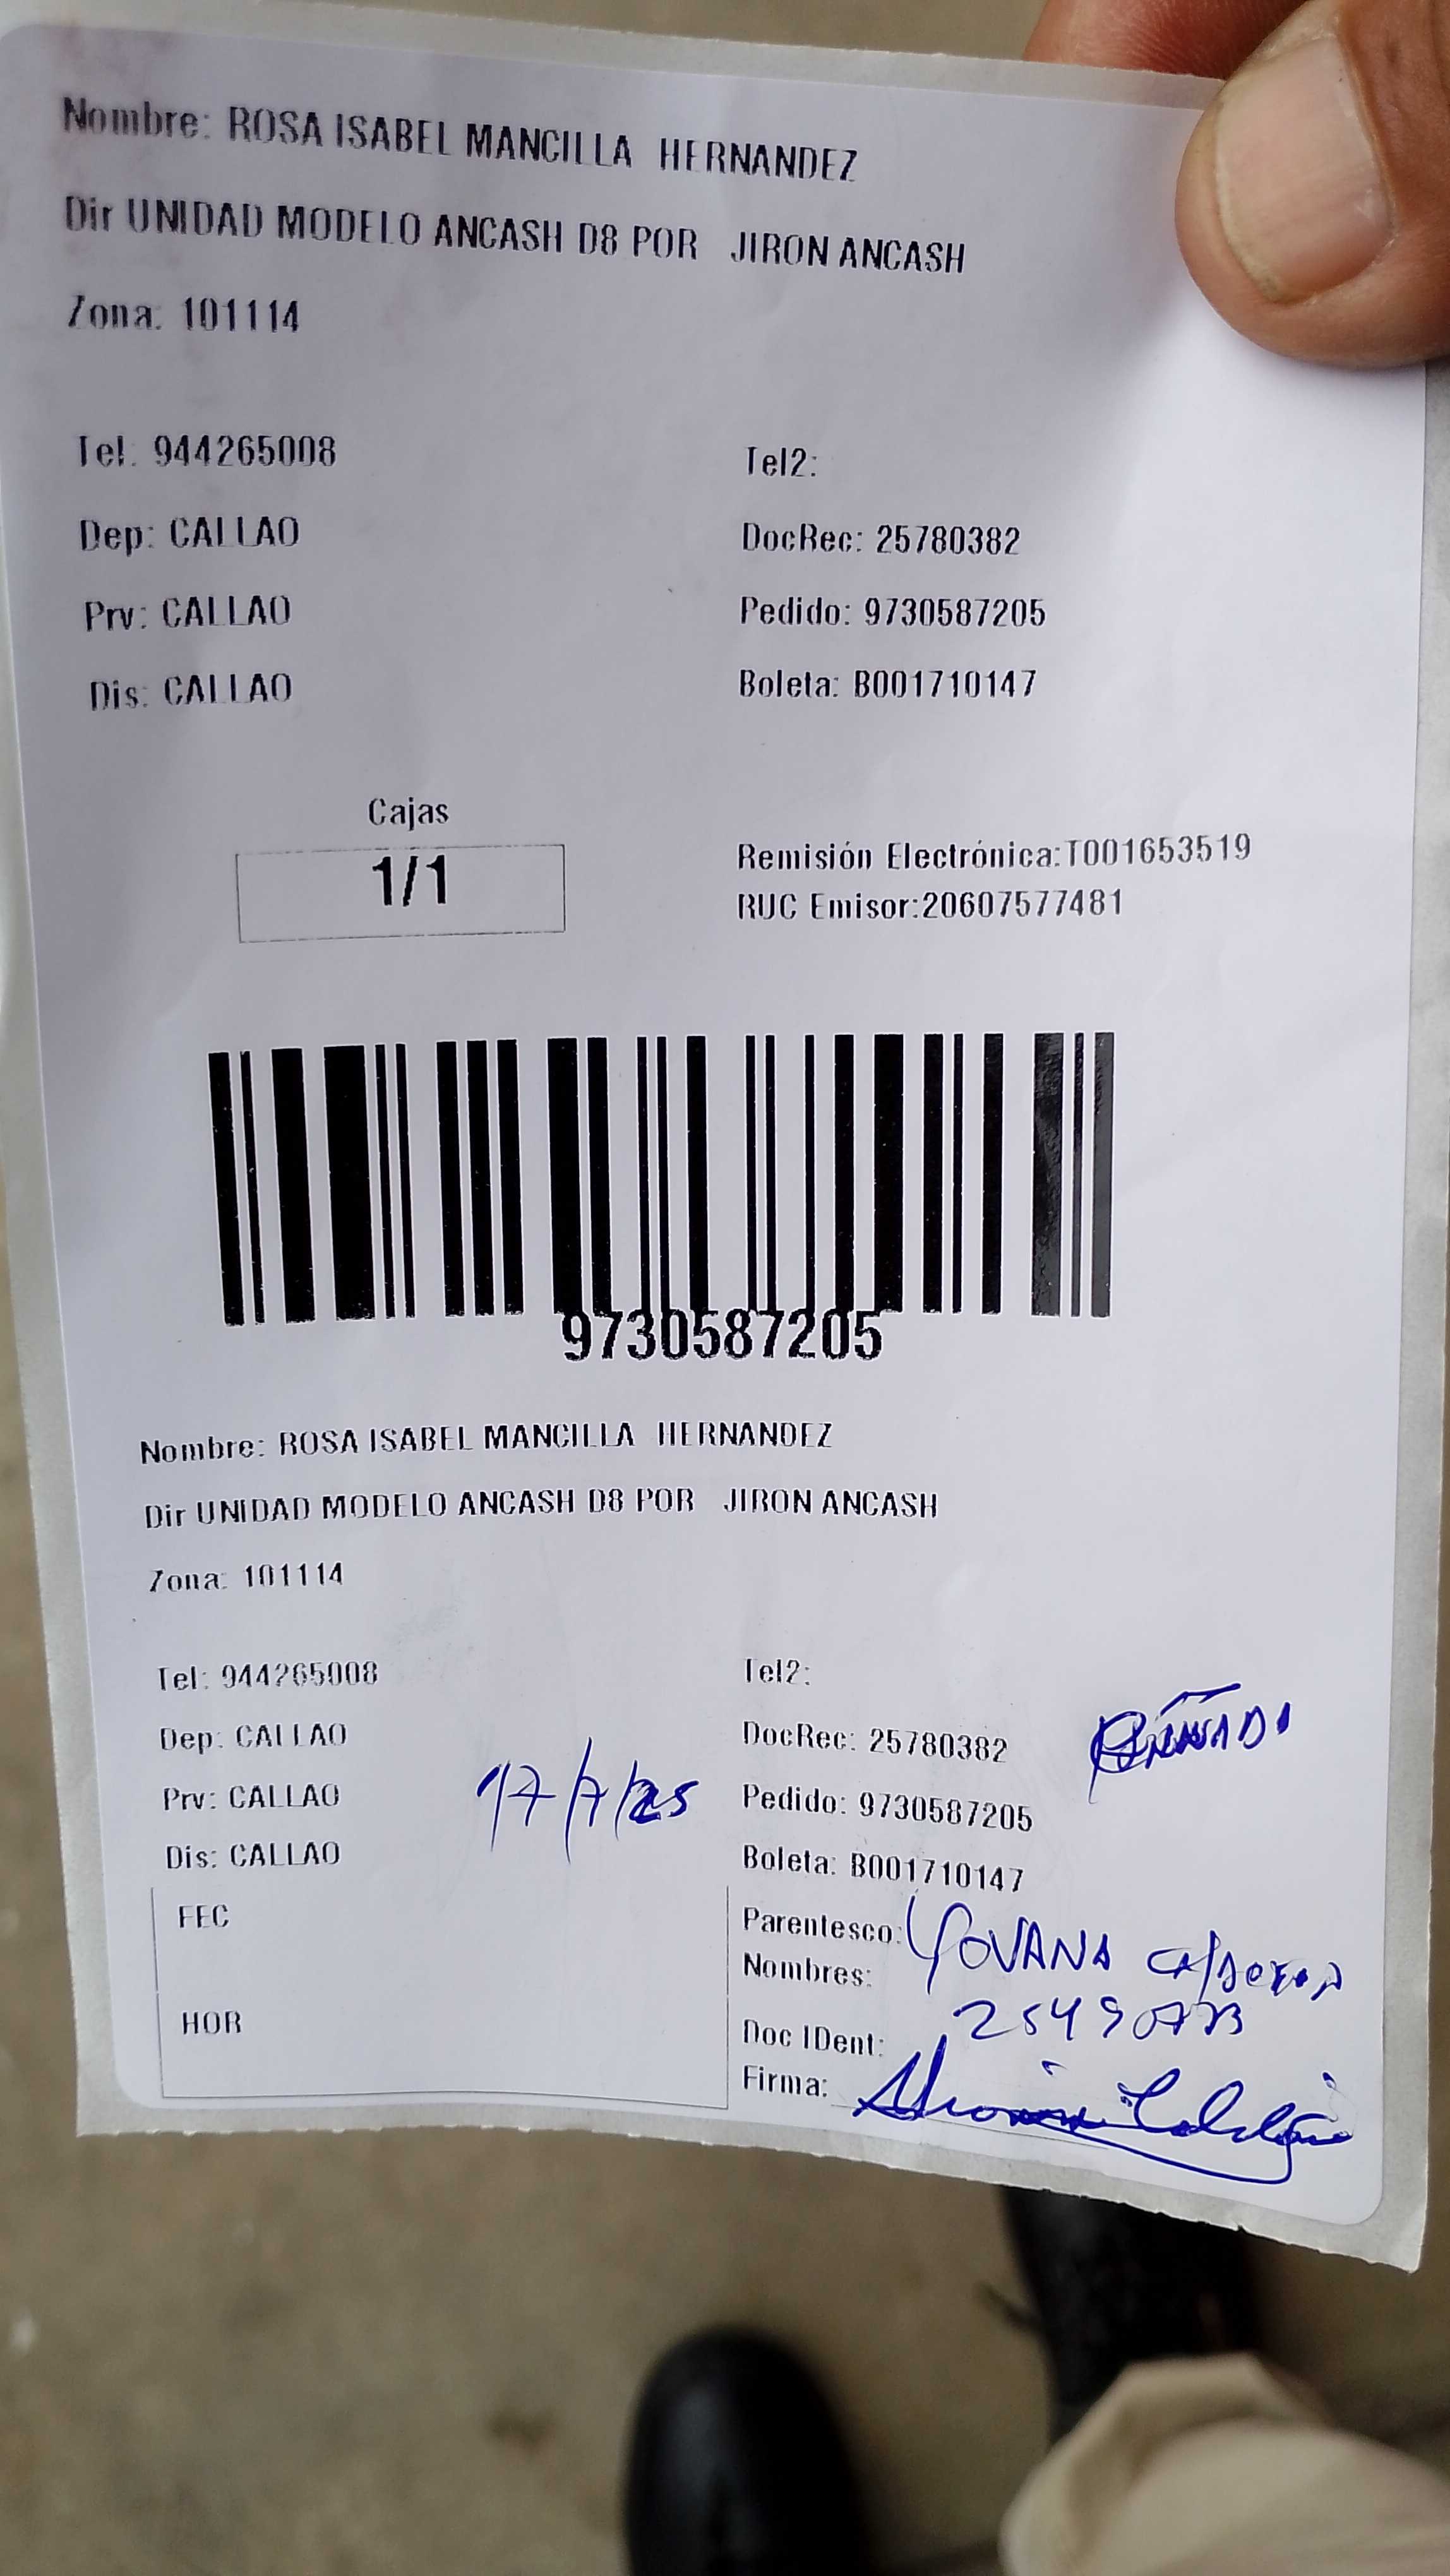 Nombre: ROSA ISABEL MANCILLA HERNANDEZ
Dir UNIDAD MODELO ANCASH D8 POR JIRON ANCASH
Zona: 101114
Tel: 944265008 Tel2:
Dep: CALLAO DocRec: 25780382
Prv: CALLAO Pedido: 9730587205
Dis: CALLAO Boleta: B001710147
Cajas
1/1
Remisión Electrónica:T001653519
RUC Emisor:20607577481
9730587205
Nombre: ROSA ISABEL MANCILLA HERNANDEZ
Dir UNIDAD MODELO ANCASH D8 POR JIRON ANCASH
Zona: 101114
Tel: 944265008 Tel2:
Dep: CALLAO DocRec: 25780382
Prv: CALLAO 17/7/25 Pedido: 9730587205
Dis: CALLAO Boleta: B001710147
FEC
Parentesco: YOVANA
Nombres:
HOR
Doc IDent:
Firma: